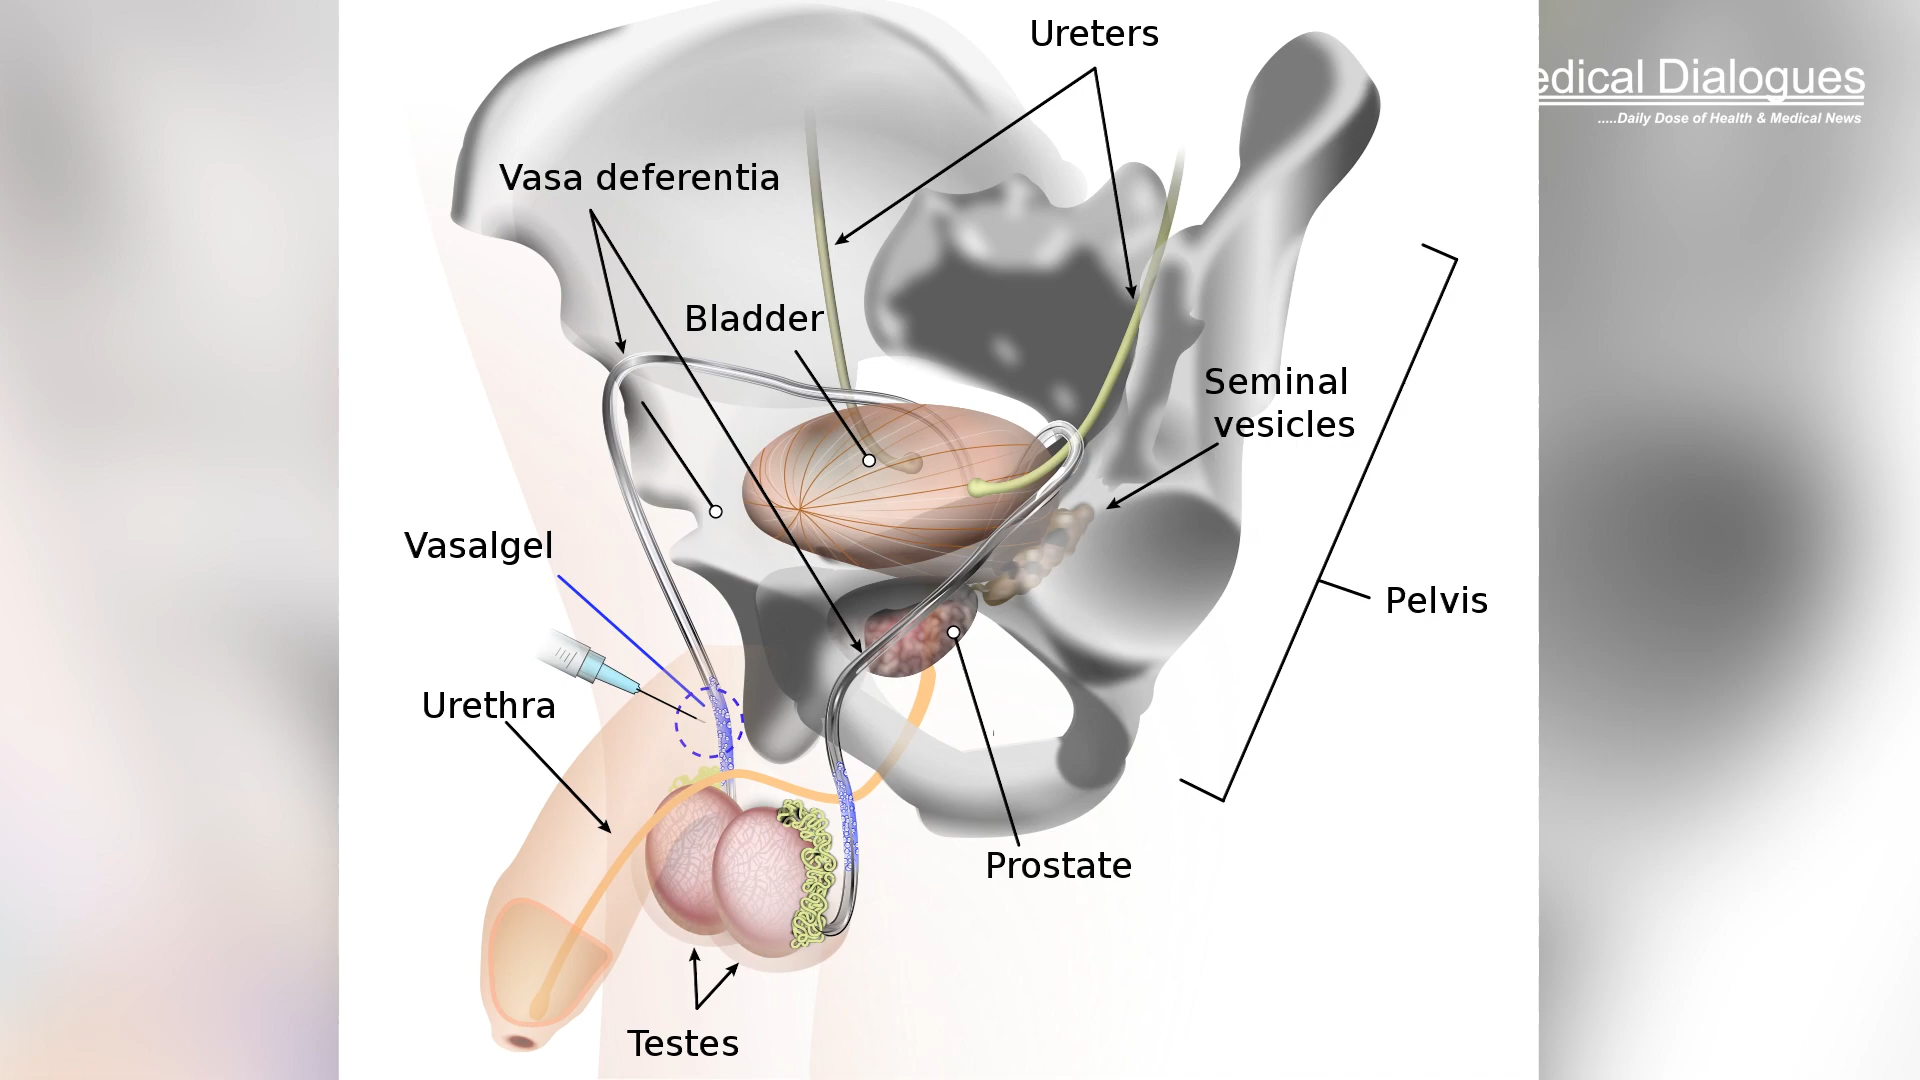 Ureters
edical Dialogues
.....Daily Dose of Health & Medical News
Vasa deferentia
Bladder
Seminal
vesicles
Vasalgel
Pelvis
Urethra
Prostate
Testes